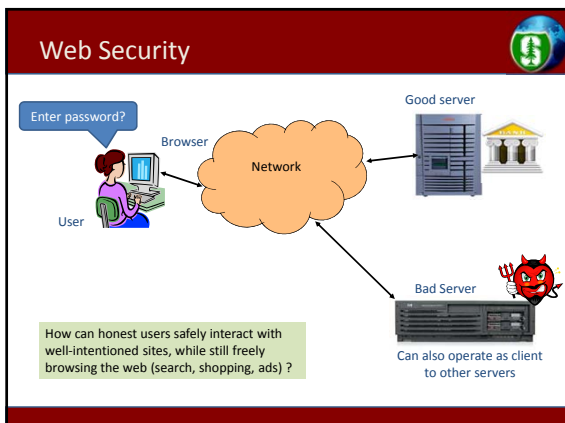 Web Security
Good server
Enter password?
Browser
Network
User
Bad Server
How can honest users safely interact with
well-intentioned sites, while still freely
browsing the web (search, shopping, ads) ?
Can also operate as client
to other servers